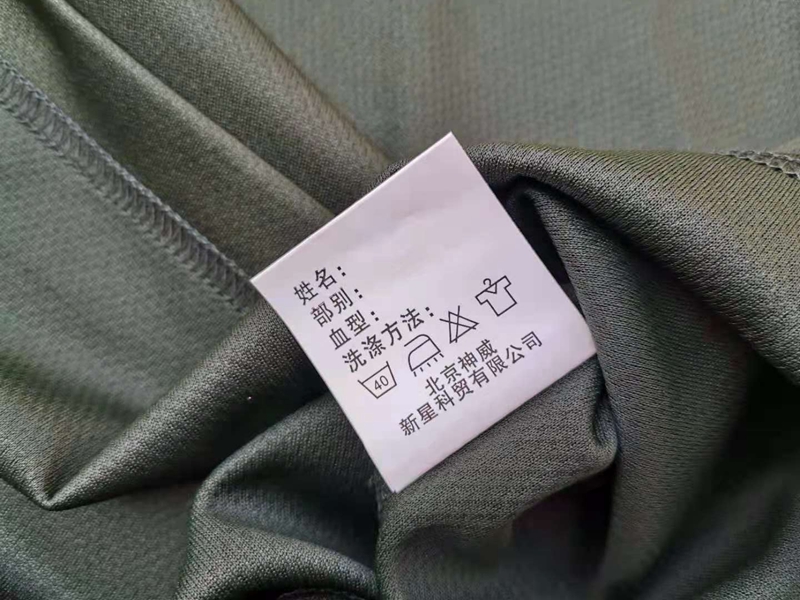 姓名：
部别：
血型：
洗涤方法：
40
北京神威
新星科贸有限公司